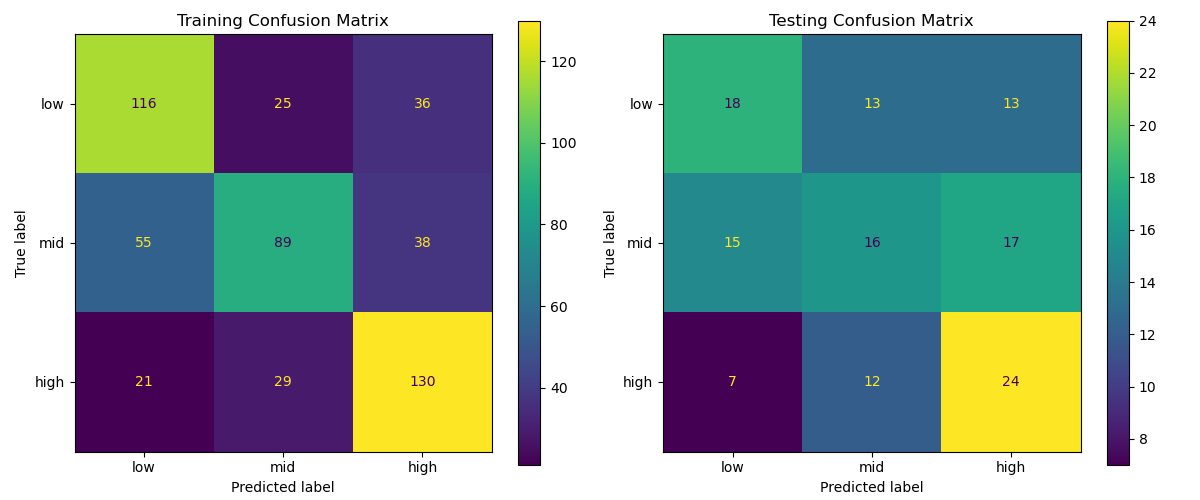 Training Confusion Matrix
True label
low
mid
high
116 25 36
55 89 38
21 29 130
low mid high
Predicted label
120
100
80
60
40
Testing Confusion Matrix
True label
low
mid
high
18 13 13
15 16 17
7 12 24
low mid high
Predicted label
24
22
20
18
16
14
12
10
8